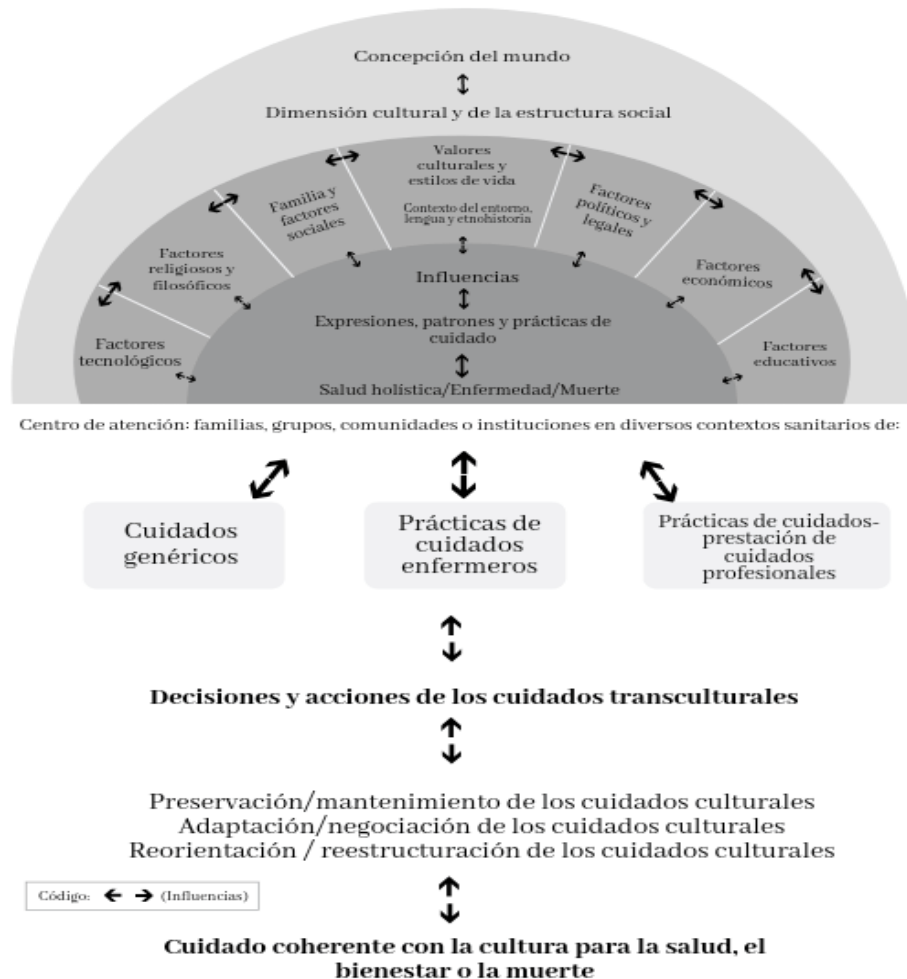 Concepción del mundo
Dimensión cultural y de la estructura social
Valores
culturales y
estilos de vida
Contexto del entorno,
lengua y etnohistoria
Familia y
factores
sociales
Factores
políticos y
legales
Factores
religiosos y
filosóficos
Factores
económicos
Factores
tecnológicos
Factores
educativos
Influencias
Expresiones, patrones y prácticas de
cuidado
Salud holística/Enfermedad/Muerte
Centro de atención: familias, grupos, comunidades o instituciones en diversos contextos sanitarios de:
Cuidados
genéricos
Prácticas de
cuidados
enfermeros
Prácticas de cuidados-
prestación de
cuidados
profesionales
Decisiones y acciones de los cuidados transculturales
Preservación/mantenimiento de los cuidados culturales
Adaptación/negociación de los cuidados culturales
Reorientación / reestructuración de los cuidados culturales
Código: ← → (Influencias)
Cuidado coherente con la cultura para la salud, el
bienestar o la muerte